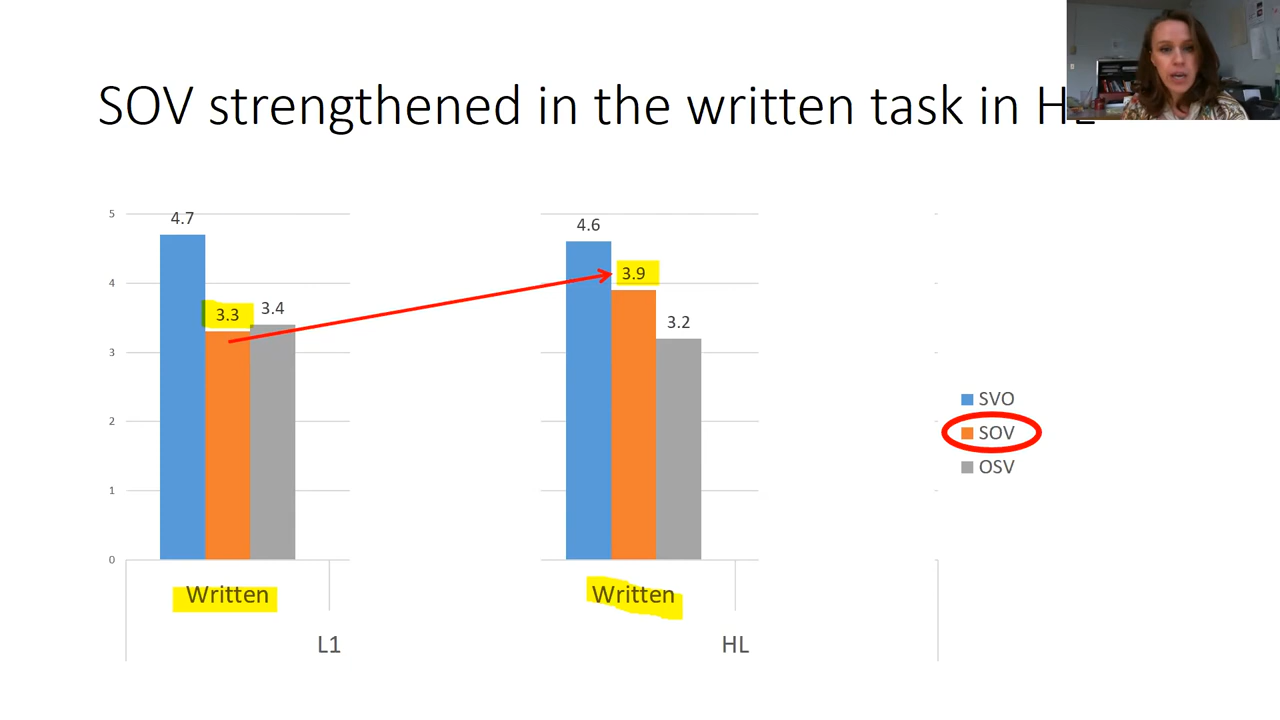 SOV strengthened in the written task in HL
5
4
3
2
1
0
4.7
3.3
3.4
4.6
3.9
3.2
Written
Written
L1
HL
SVO
SOV
OSV